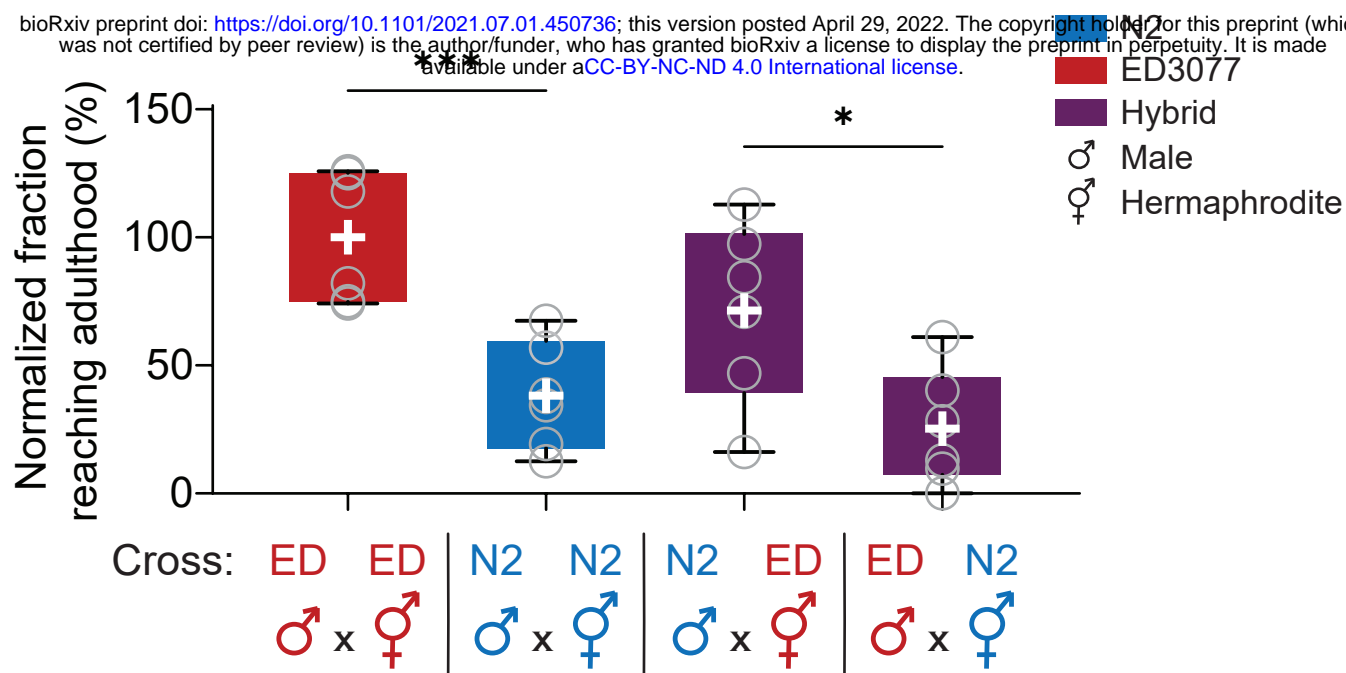 bioRxiv preprint doi: https://doi.org/10.1101/2021.07.01.450736; this version posted April 29, 2022. The copyright holder for this preprint (whi
was not certified by peer review) is the author/funder, who has granted bioRxiv a license to display the preprint in perpetuity. It is made
available under aCC-BY-NC-ND 4.0 International license.
N2
ED3077
Hybrid
♂ Male
⚥ Hermaphrodite
***
*
Normalized fraction
reaching adulthood (%)
150
100
50
0
Cross: ED ED N2 N2 N2 ED ED N2
♂ x ⚥ ♂ x ⚥ ♂ x ⚥ ♂ x ⚥